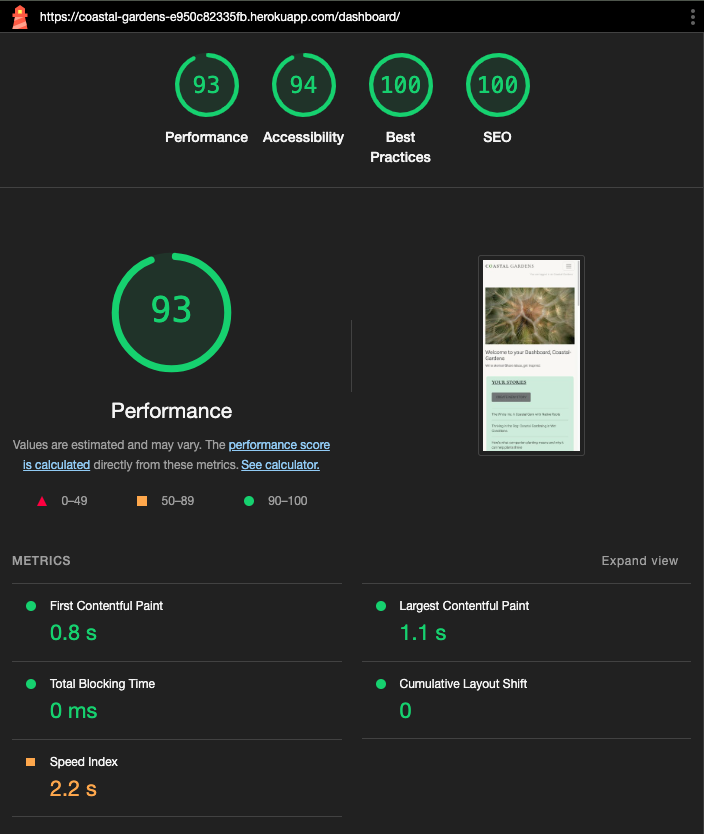 https://coastal-gardens-e950c82335fb.herokuapp.com/dashboard/
93
94
100
100
Performance
Accessibility
Best
Practices
SEO
93
Performance
Values are estimated and may vary. The performance score
is calculated directly from these metrics. See calculator.
0–49
50–89
90–100
COASTAL GARDENS
Welcome to your Dashboard, Coastal-
Gardens
YOUR STORIES
METRICS
Expand view
First Contentful Paint
0.8 s
Largest Contentful Paint
1.1 s
Total Blocking Time
0 ms
Cumulative Layout Shift
0
Speed Index
2.2 s